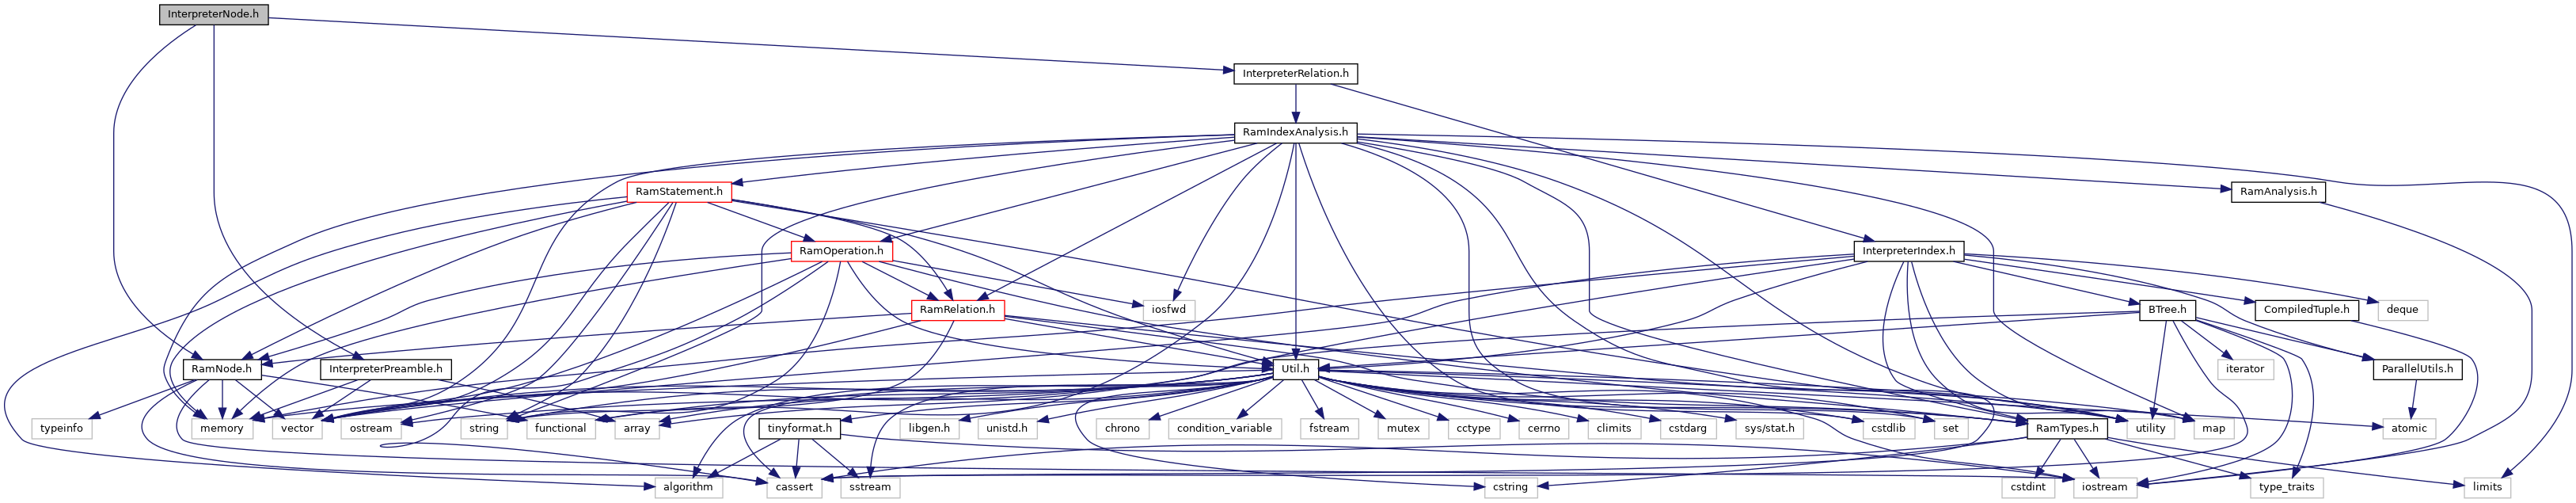 InterpreterNode.h
InterpreterRelation.h
RamIndexAnalysis.h
RamStatement.h
RamAnalysis.h
RamOperation.h
InterpreterIndex.h
RamRelation.h
iosfwd
BTree.h
CompiledTuple.h
deque
RamNode.h
InterpreterPreamble.h
Util.h
iterator
ParallelUtils.h
typeinfo
memory
vector
ostream
string
functional
array
tinyformat.h
libgen.h
unistd.h
chrono
condition_variable
fstream
mutex
cctype
cerrno
climits
cstdarg
sys/stat.h
cstdlib
set
RamTypes.h
utility
map
atomic
algorithm
cassert
sstream
cstring
cstdint
iostream
type_traits
limits